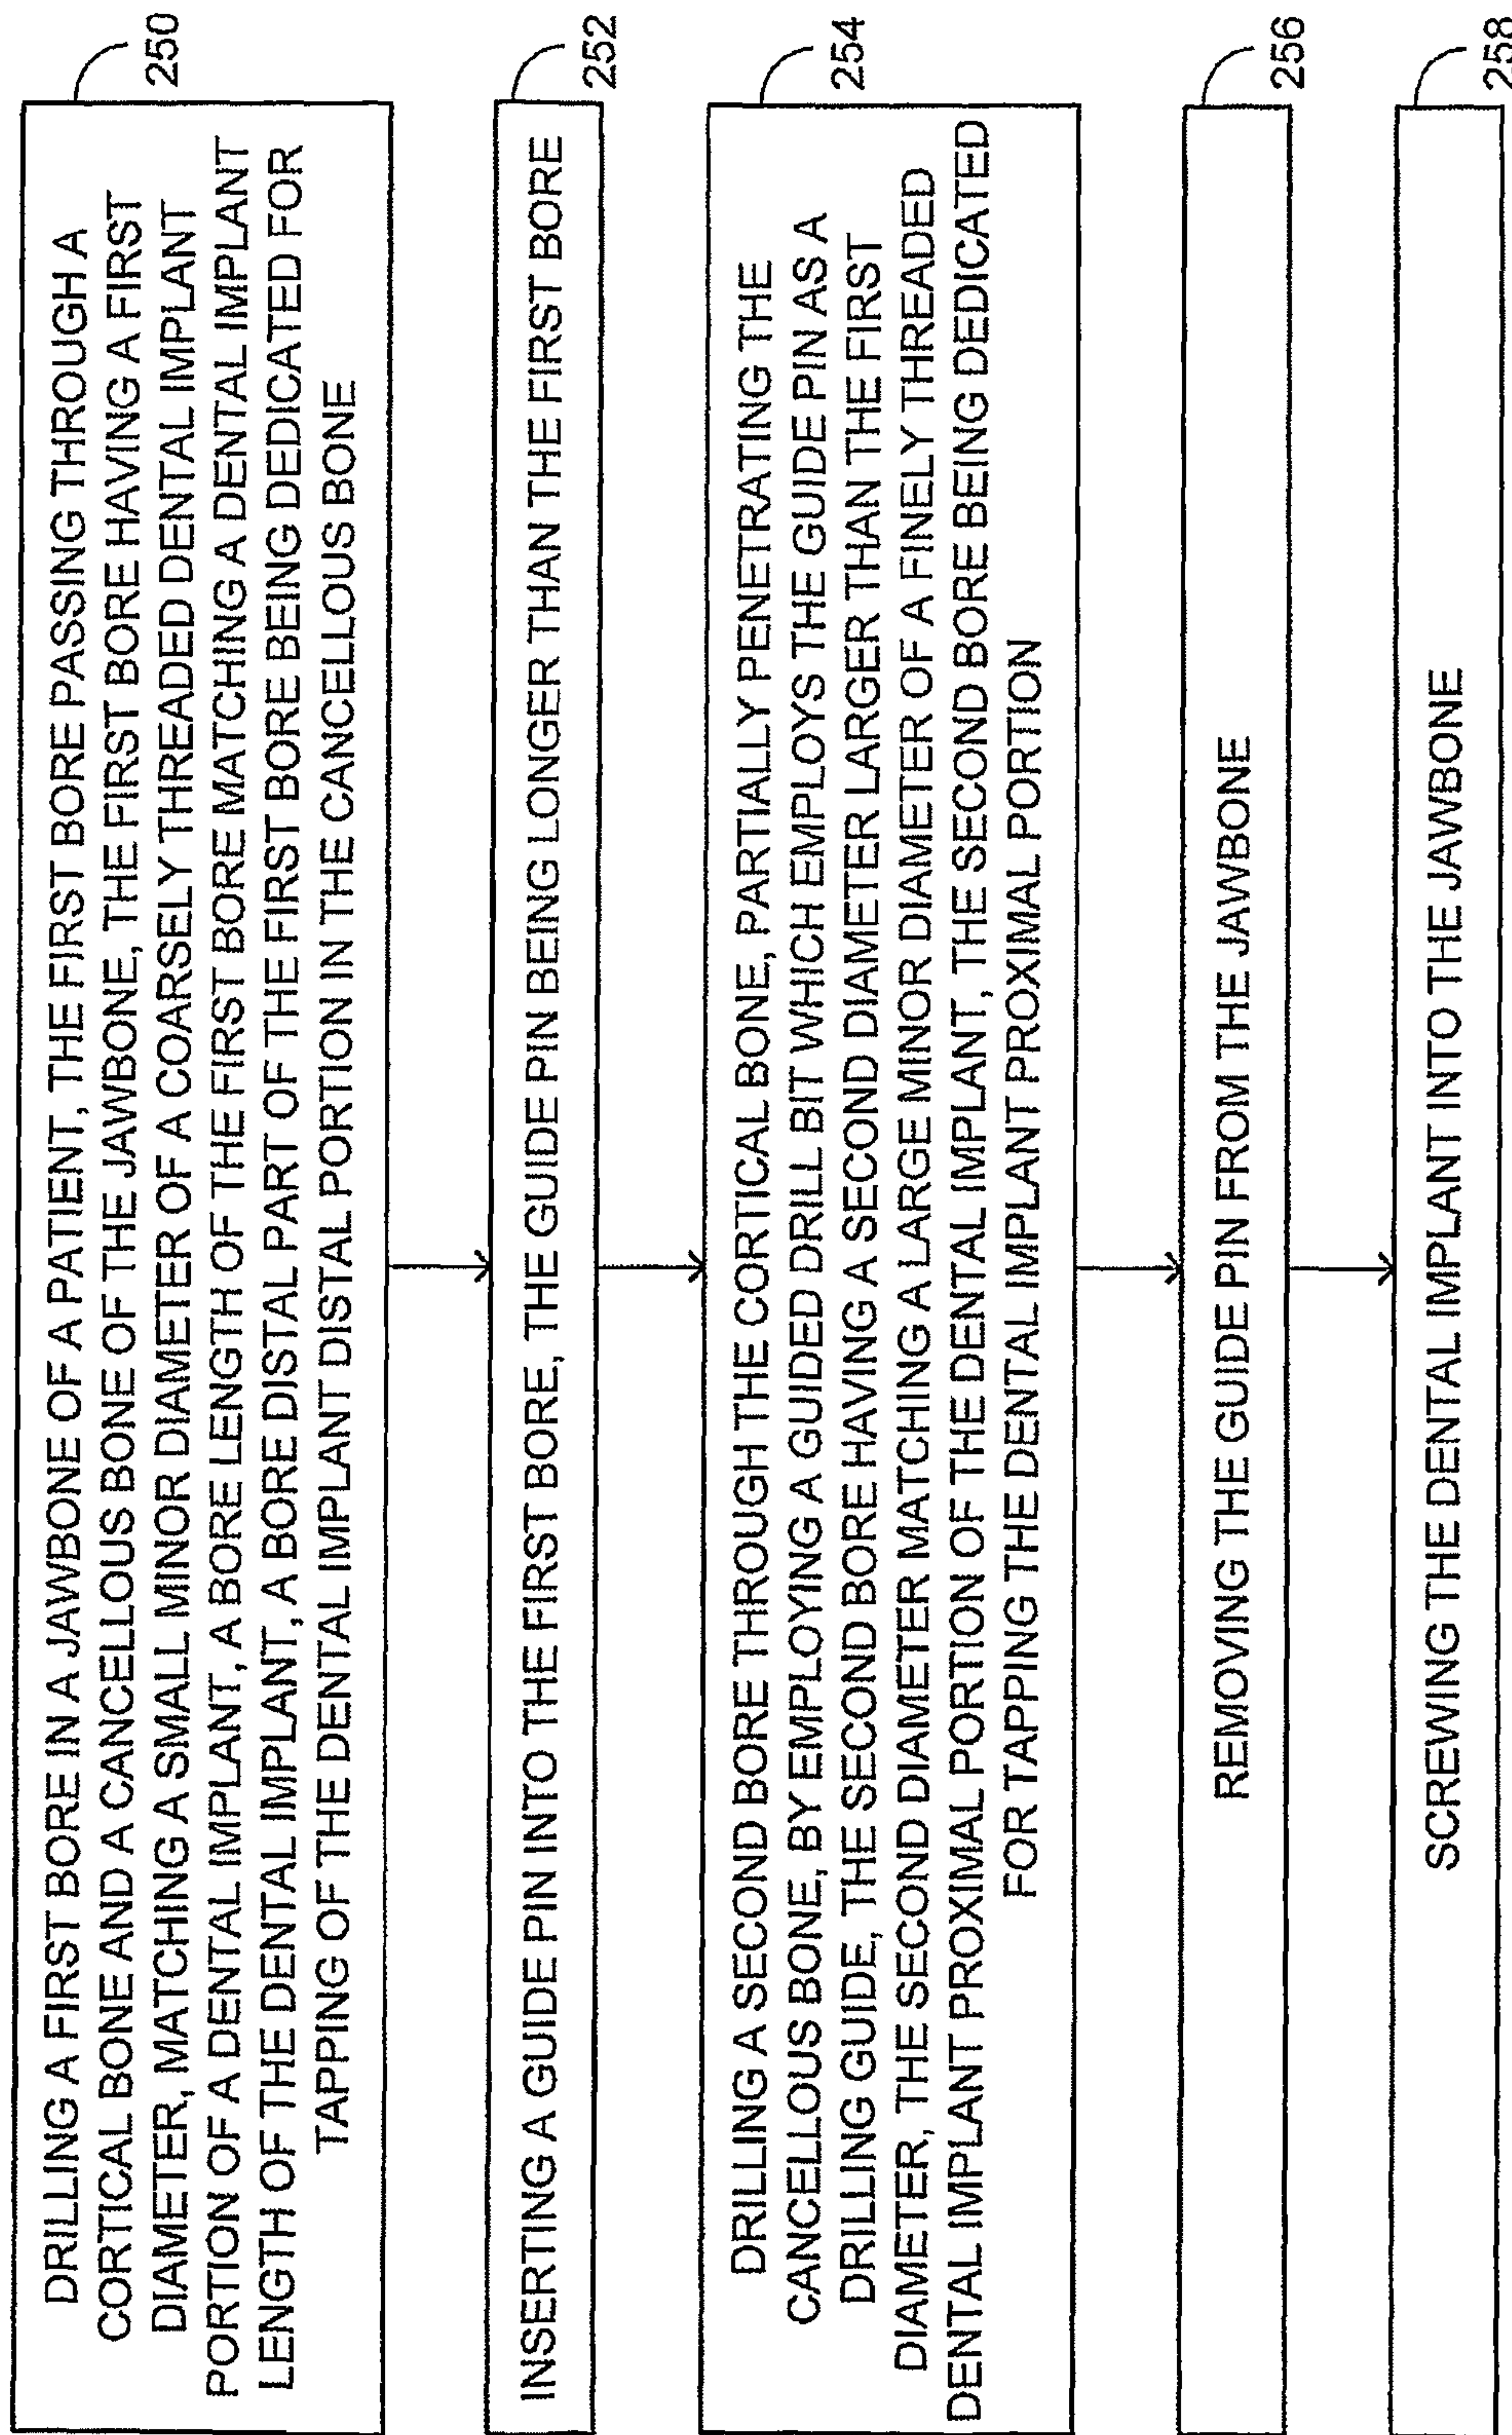 DRILLING A FIRST BORE IN A JAWBONE OF A PATIENT, THE FIRST BORE PASSING THROUGH A
CORTICAL BONE AND A CANCELLOUS BONE OF THE JAWBONE, THE FIRST BORE HAVING A FIRST
DIAMETER, MATCHING A SMALL MINOR DIAMETER OF A COARSELY THREADED DENTAL IMPLANT
PORTION OF A DENTAL IMPLANT, A BORE LENGTH OF THE FIRST BORE MATCHING A DENTAL IMPLANT
LENGTH OF THE DENTAL IMPLANT, A BORE DISTAL PART OF THE FIRST BORE BEING DEDICATED FOR
TAPPING OF THE DENTAL IMPLANT DISTAL PORTION IN THE CANCELLOUS BONE
250
INSERTING A GUIDE PIN INTO THE FIRST BORE, THE GUIDE PIN BEING LONGER THAN THE FIRST BORE
252
DRILLING A SECOND BORE THROUGH THE CORTICAL BONE, PARTIALLY PENETRATING THE
CANCELLOUS BONE, BY EMPLOYING A GUIDED DRILL BIT WHICH EMPLOYS THE GUIDE PIN AS A
DRILLING GUIDE, THE SECOND BORE HAVING A SECOND DIAMETER LARGER THAN THE FIRST
DIAMETER, THE SECOND DIAMETER MATCHING A LARGE MINOR DIAMETER OF A FINELY THREADED
DENTAL IMPLANT PROXIMAL PORTION OF THE DENTAL IMPLANT, THE SECOND BORE BEING DEDICATED
FOR TAPPING THE DENTAL IMPLANT PROXIMAL PORTION
254
REMOVING THE GUIDE PIN FROM THE JAWBONE
256
SCREWING THE DENTAL IMPLANT INTO THE JAWBONE
258